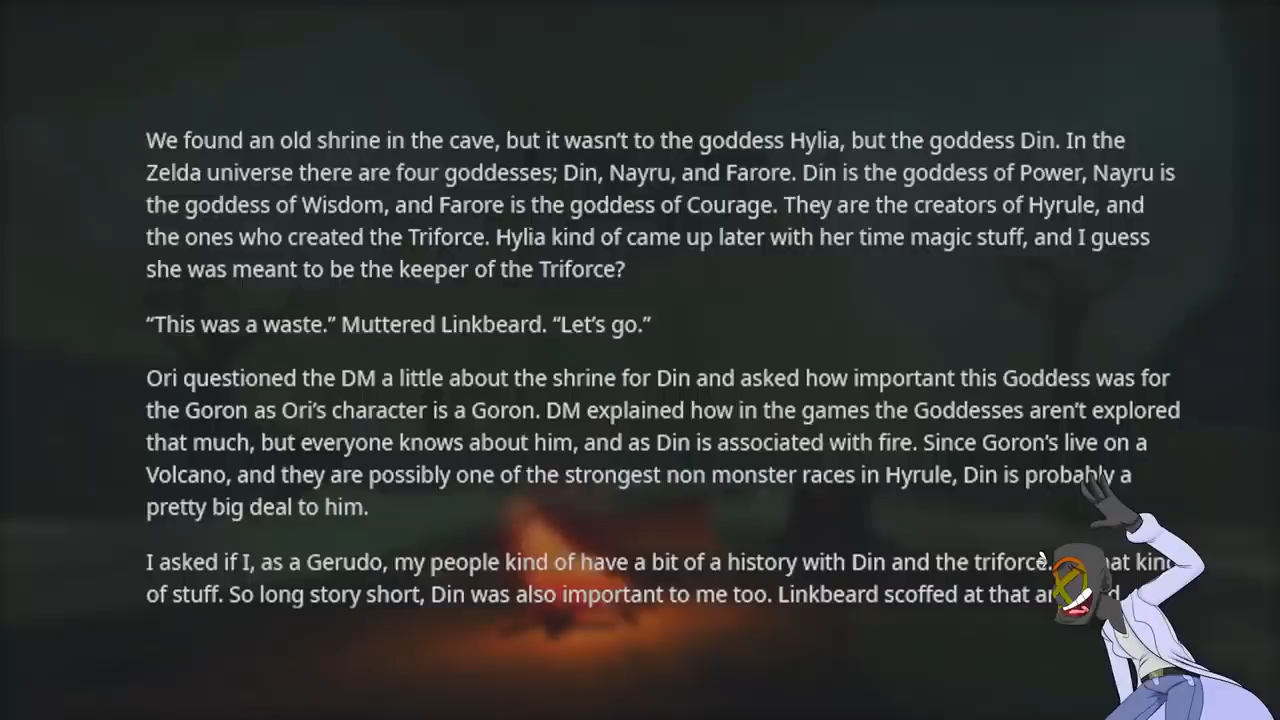 We found an old shrine in the cave, but it wasn't to the goddess Hylia, but the goddess Din. In the
Zelda universe there are four goddesses; Din, Nayru, and Farore. Din is the goddess of Power, Nayru is
the goddess of Wisdom, and Farore is the goddess of Courage. They are the creators of Hyrule, and
the ones who created the Triforce. Hylia kind of came up later with her time magic stuff, and I guess
she was meant to be the keeper of the Triforce?
“This was a waste.” Muttered Linkbeard. “Let’s go.”
Ori questioned the DM a little about the shrine for Din and asked how important this Goddess was for
the Goron as Ori’s character is a Goron. DM explained how in the games the Goddesses aren’t explored
that much, but everyone knows about him, and as Din is associated with fire. Since Goron’s live on a
Volcano, and they are possibly one of the strongest non monster races in Hyrule, Din is probably a
pretty big deal to him.
I asked if I, as a Gerudo, my people kind of have a bit of a history with Din and the triforce. kind
of stuff. So long story short, Din was also important to me too. Linkbeard scoffed at that